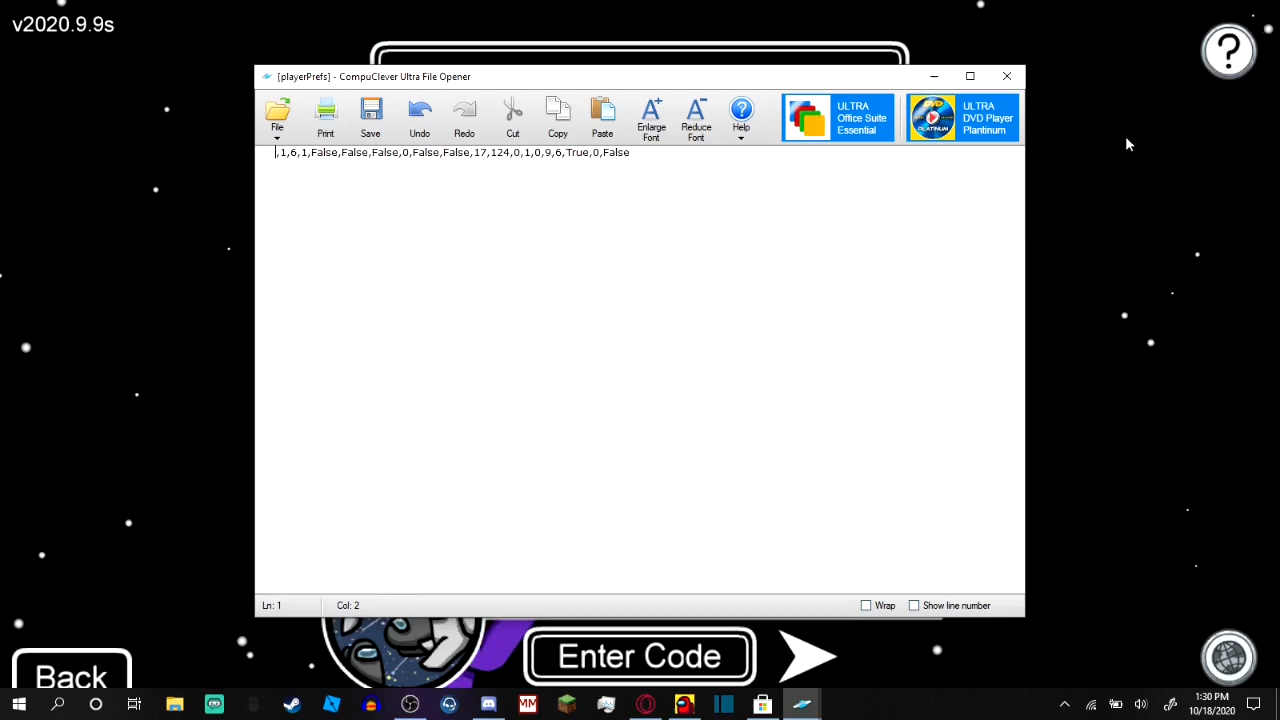 v2020.9.9s
?
[playerPrefs] - CompuClever Ultra File Opener
File
Print
Save
Undo
Redo
Cut
Copy
Paste
Enlarge
Font
Reduce
Font
Help
ULTRA
Office Suite
Essential
DVD
PLATINUM
ULTRA
DVD Player
Plantinum
,1,6,1,False,False,False,0,False,False,17,124,0,1,0,9,6,True,0,False
Ln: 1
Col: 2
Wrap
Show line number
Enter Code
Back
MM
1:30 PM
10/18/2020